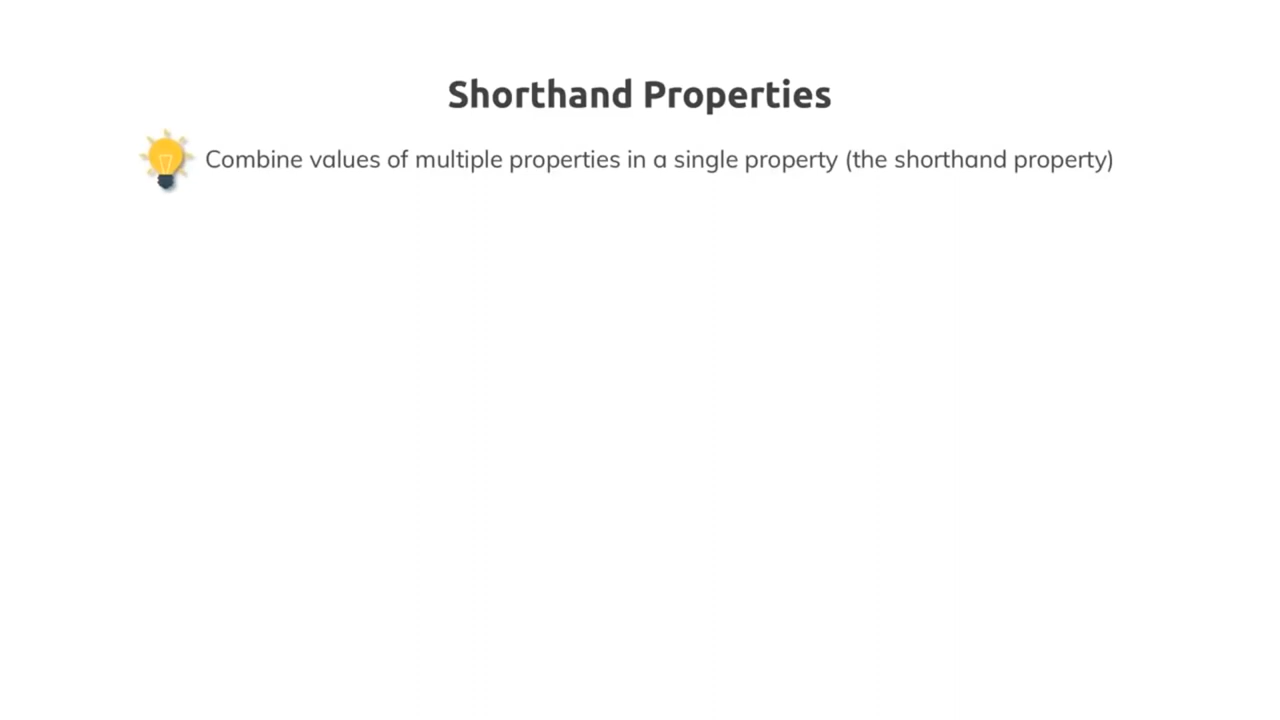 Shorthand Properties
Combine values of multiple properties in a single property (the shorthand property)